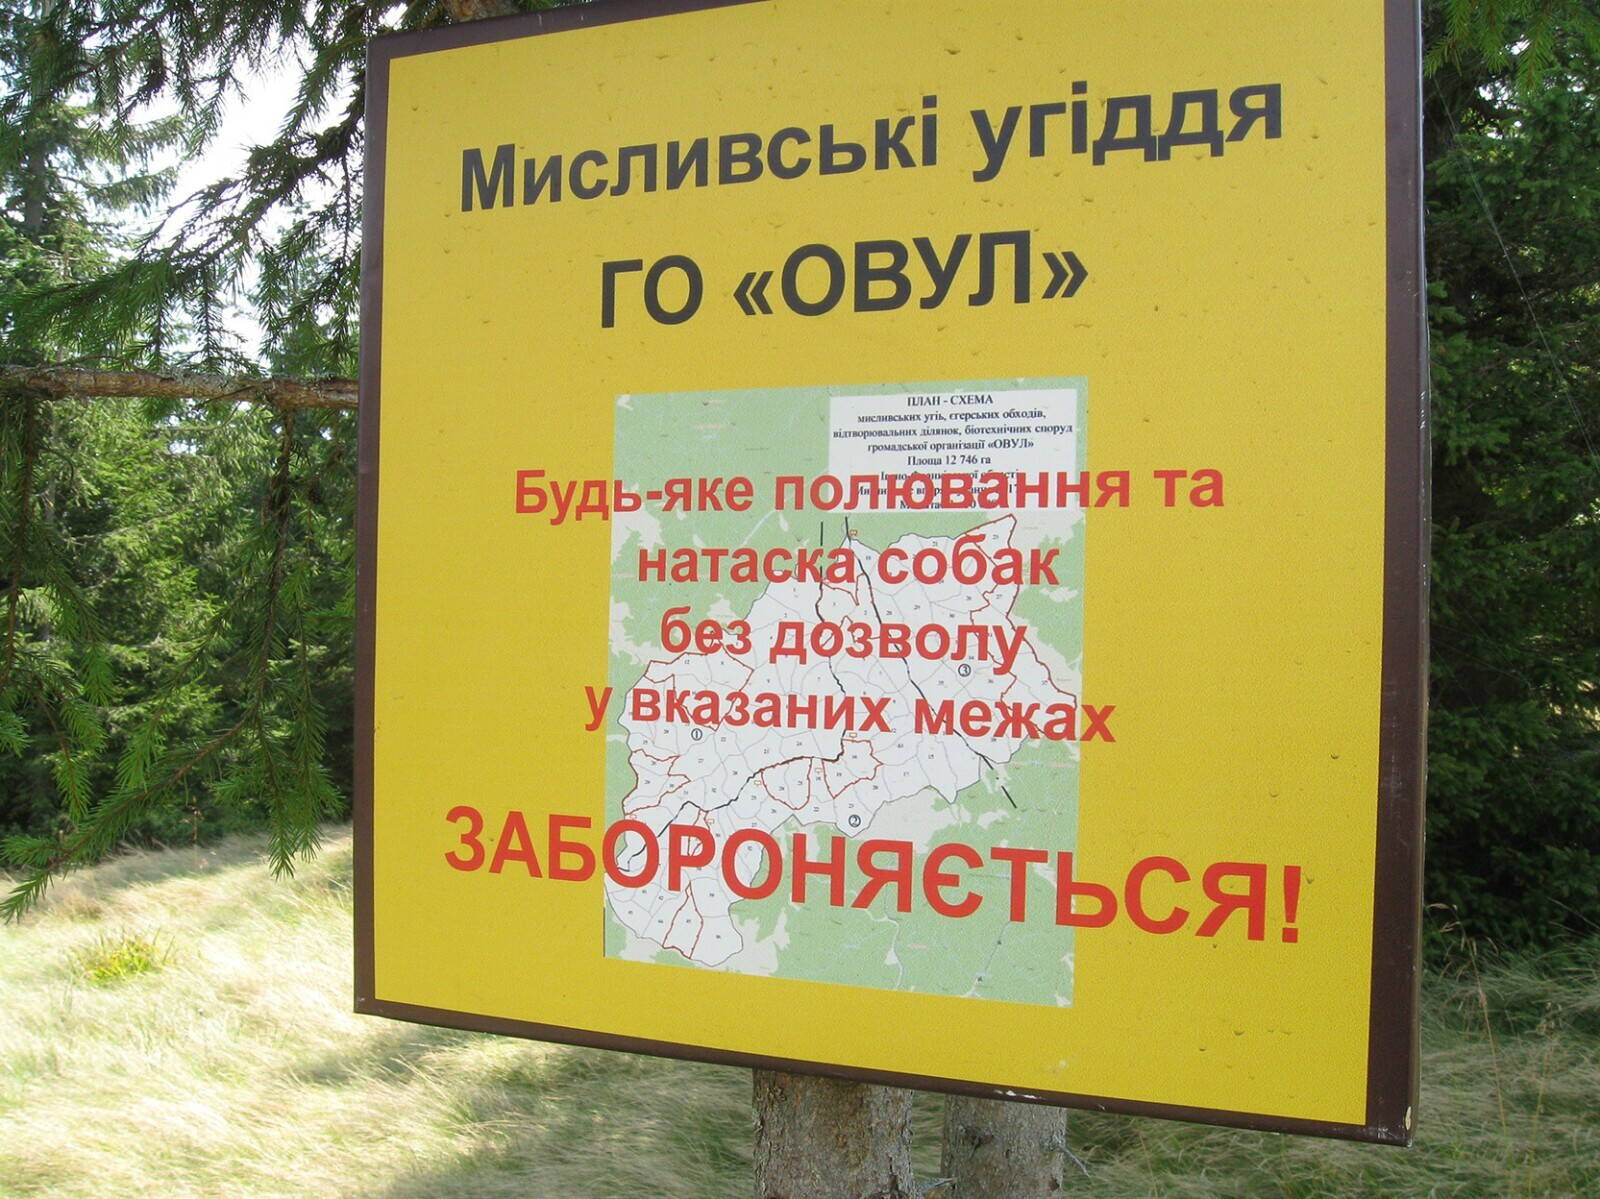 Мисливські угіддя
ГО «ОВУЛ»
ПЛАН - СХЕМА
мисливських угіь, єгерських обходів,
відтворювальних ділянок, біотехнічних споруд
громадської організації «ОВУЛ»
Площа 12 746 га
Будь-яке полювання та
натаска собак
без дозволу
у вказаних межах
ЗАБОРОНЯЄТЬСЯ!